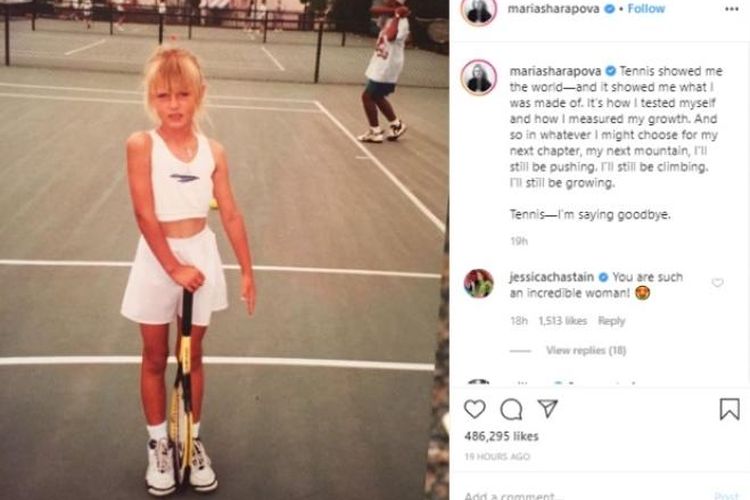 mariasharapova • Follow
mariasharapova Tennis showed me
the world—and it showed me what I
was made of. It's how I tested myself
and how I measured my growth. And
so in whatever I might choose for my
next chapter, my next mountain, I'll
still be pushing. I'll still be climbing.
I'll still be growing.
Tennis—I'm saying goodbye.
19h
jessicachastain You are such
an incredible woman!
18h 1,513 likes Reply
View replies (18)
486,295 likes
19 HOURS AGO
Add a comment... Post